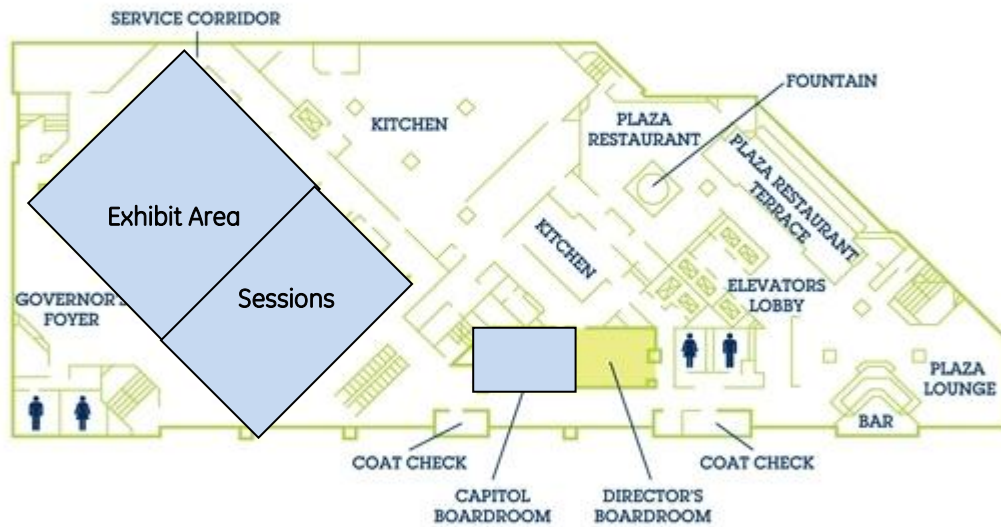 SERVICE CORRIDOR
FOUNTAIN
KITCHEN
PLAZA
RESTAURANT
PLAZA RESTAURANT
TERRACE
Exhibit Area
KITCHEN
Sessions
ELEVATORS
LOBBY
GOVERNOR'S
FOYER
PLAZA
LOUNGE
BAR
COAT CHECK
COAT CHECK
CAPITOL
BOARDROOM
DIRECTOR'S
BOARDROOM